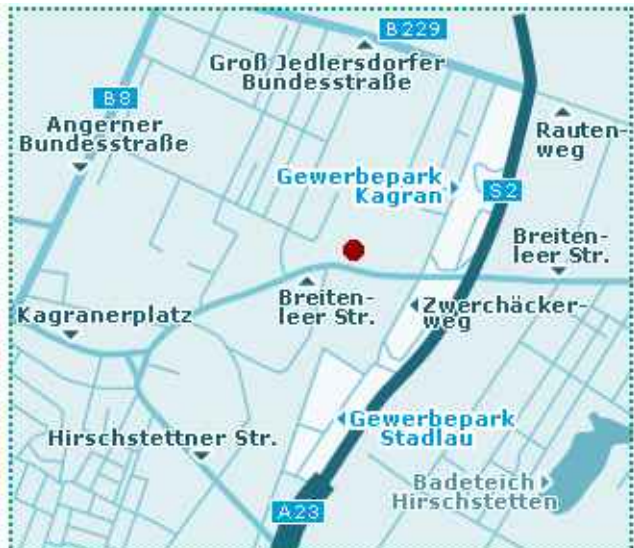 B229
Groß Jedlersdorfer
Bundesstraße
B8
Angerner
Bundesstraße
Rauten-
weg
Gewerbepark
Kagran
S2
Breiten-
leer Str.
Breiten-
leer Str.
Zwerchäcker-
weg
Kagranerplatz
Gewerbepark
Stadlau
Hirschstettner Str.
Badeteich
Hirschstetten
A23